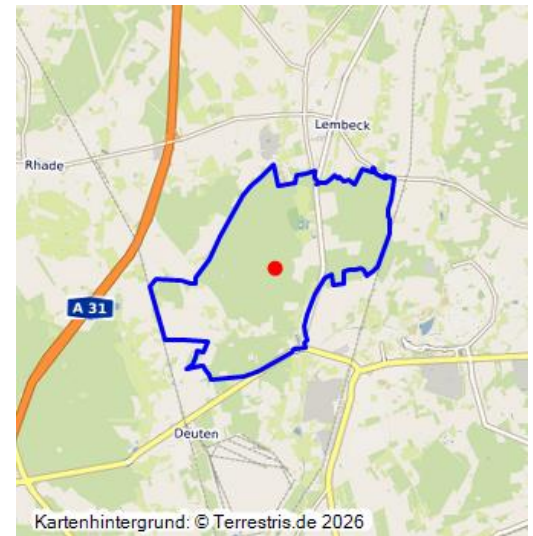 Lembeck
Rhade
A 31
Deuten
Kartenhintergrund: © Terrestris.de 2026